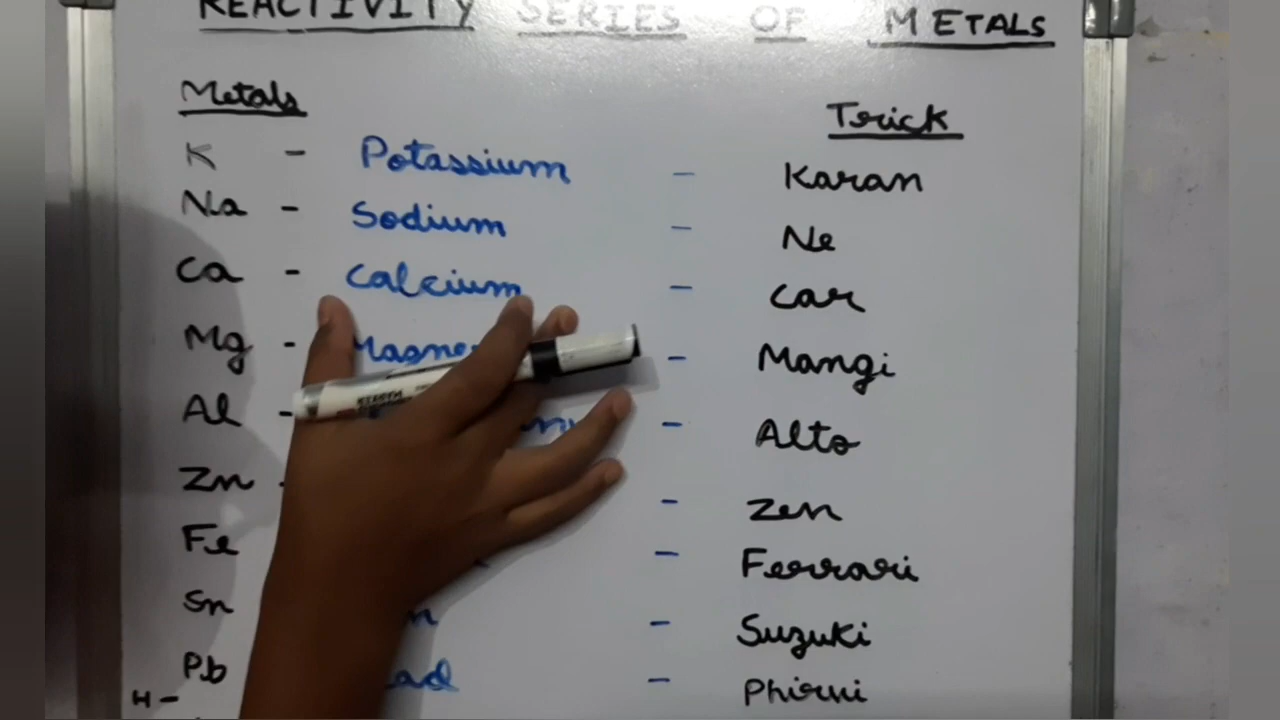 REACTIVITY SERIES OF METALS
Metals Trick
K - Potassium - Karan
Na - Sodium - Ne
Ca - Calcium - Car
Mg - - Mangi
Al - - Alto
Zn - Zen
Fe - Ferrari
Sn - Suzuki
Pb -
H -